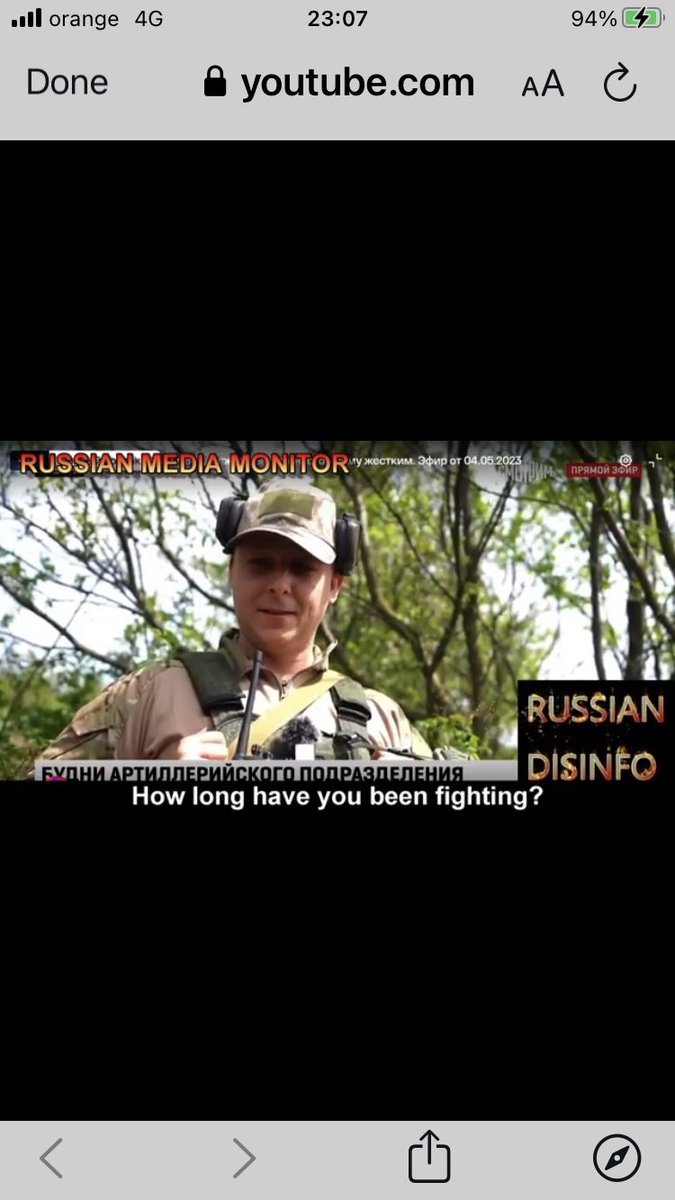 orange 4G 23:07 94%
Done youtube.com AA
RUSSIAN MEDIA MONITOR
му жестким. Эфир от 04.05.2023
ПРЯМОЙ ЭФИР
RUSSIAN
DISINFO
БУДНИ АРТИЛЛЕРИЙСКОГО ПОДРАЗДЕЛЕНИЯ
How long have you been fighting?